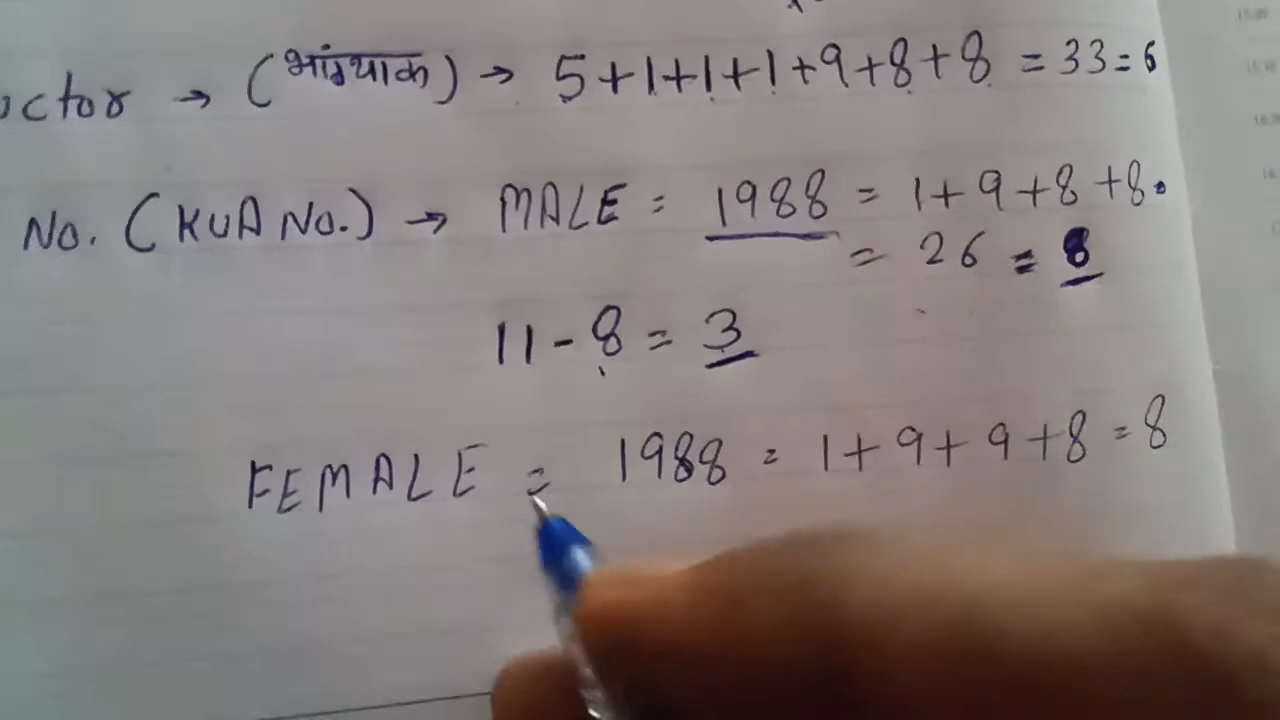 octor → (भाग्यांक) → 5+1+1+1+9+8+8 = 33=6
No. (KUA No.) → MALE = 1988 = 1+9+8+8.
= 26 = 8
11-8 = 3
FEMALE = 1988 = 1+9+9+8=8